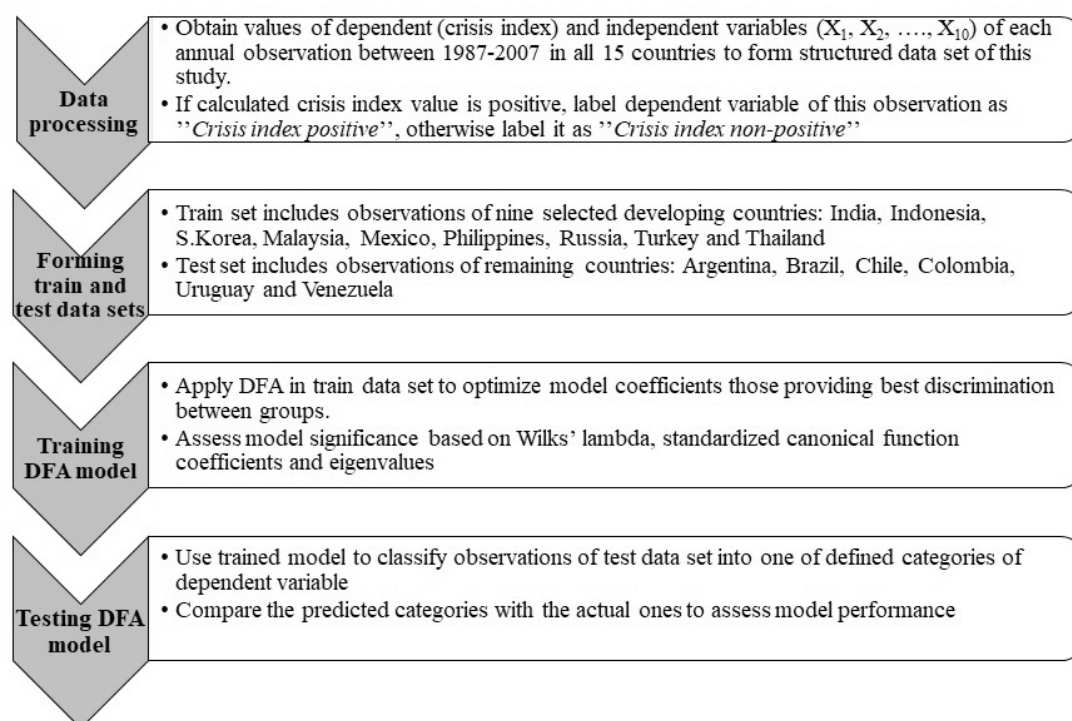 Data
processing
• Obtain values of dependent (crisis index) and independent variables (X₁, X₂, …., X₁₀) of each
annual observation between 1987-2007 in all 15 countries to form structured data set of this
study.
• If calculated crisis index value is positive, label dependent variable of this observation as
’’Crisis index positive’’, otherwise label it as ’’Crisis index non-positive’’
Forming
train and
test data sets
• Train set includes observations of nine selected developing countries: India, Indonesia,
S.Korea, Malaysia, Mexico, Philippines, Russia, Turkey and Thailand
• Test set includes observations of remaining countries: Argentina, Brazil, Chile, Colombia,
Uruguay and Venezuela
Training
DFA model
• Apply DFA in train data set to optimize model coefficients those providing best discrimination
between groups.
• Assess model significance based on Wilks’ lambda, standardized canonical function
coefficients and eigenvalues
Testing DFA
model
• Use trained model to classify observations of test data set into one of defined categories of
dependent variable
• Compare the predicted categories with the actual ones to assess model performance